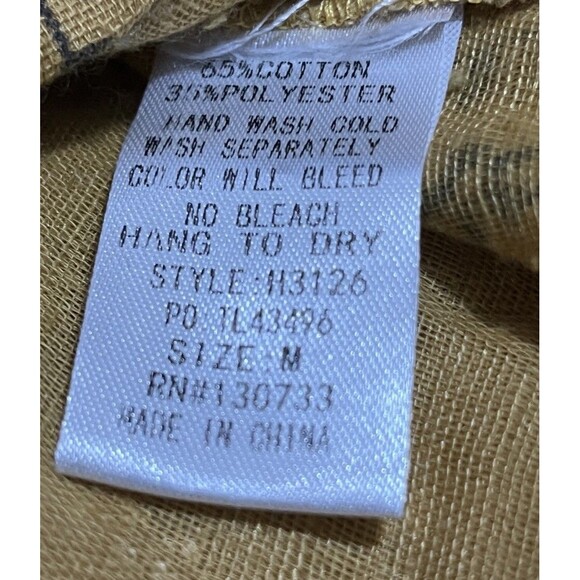 65%COTTON
35%POLYESTER
HAND WASH COLD
WASH SEPARATELY
COLOR WILL BLEED
NO BLEACH
HANG TO DRY
STYLE:H3126
PO TL43496
SIZE:M
RN#130733
MADE IN CHINA